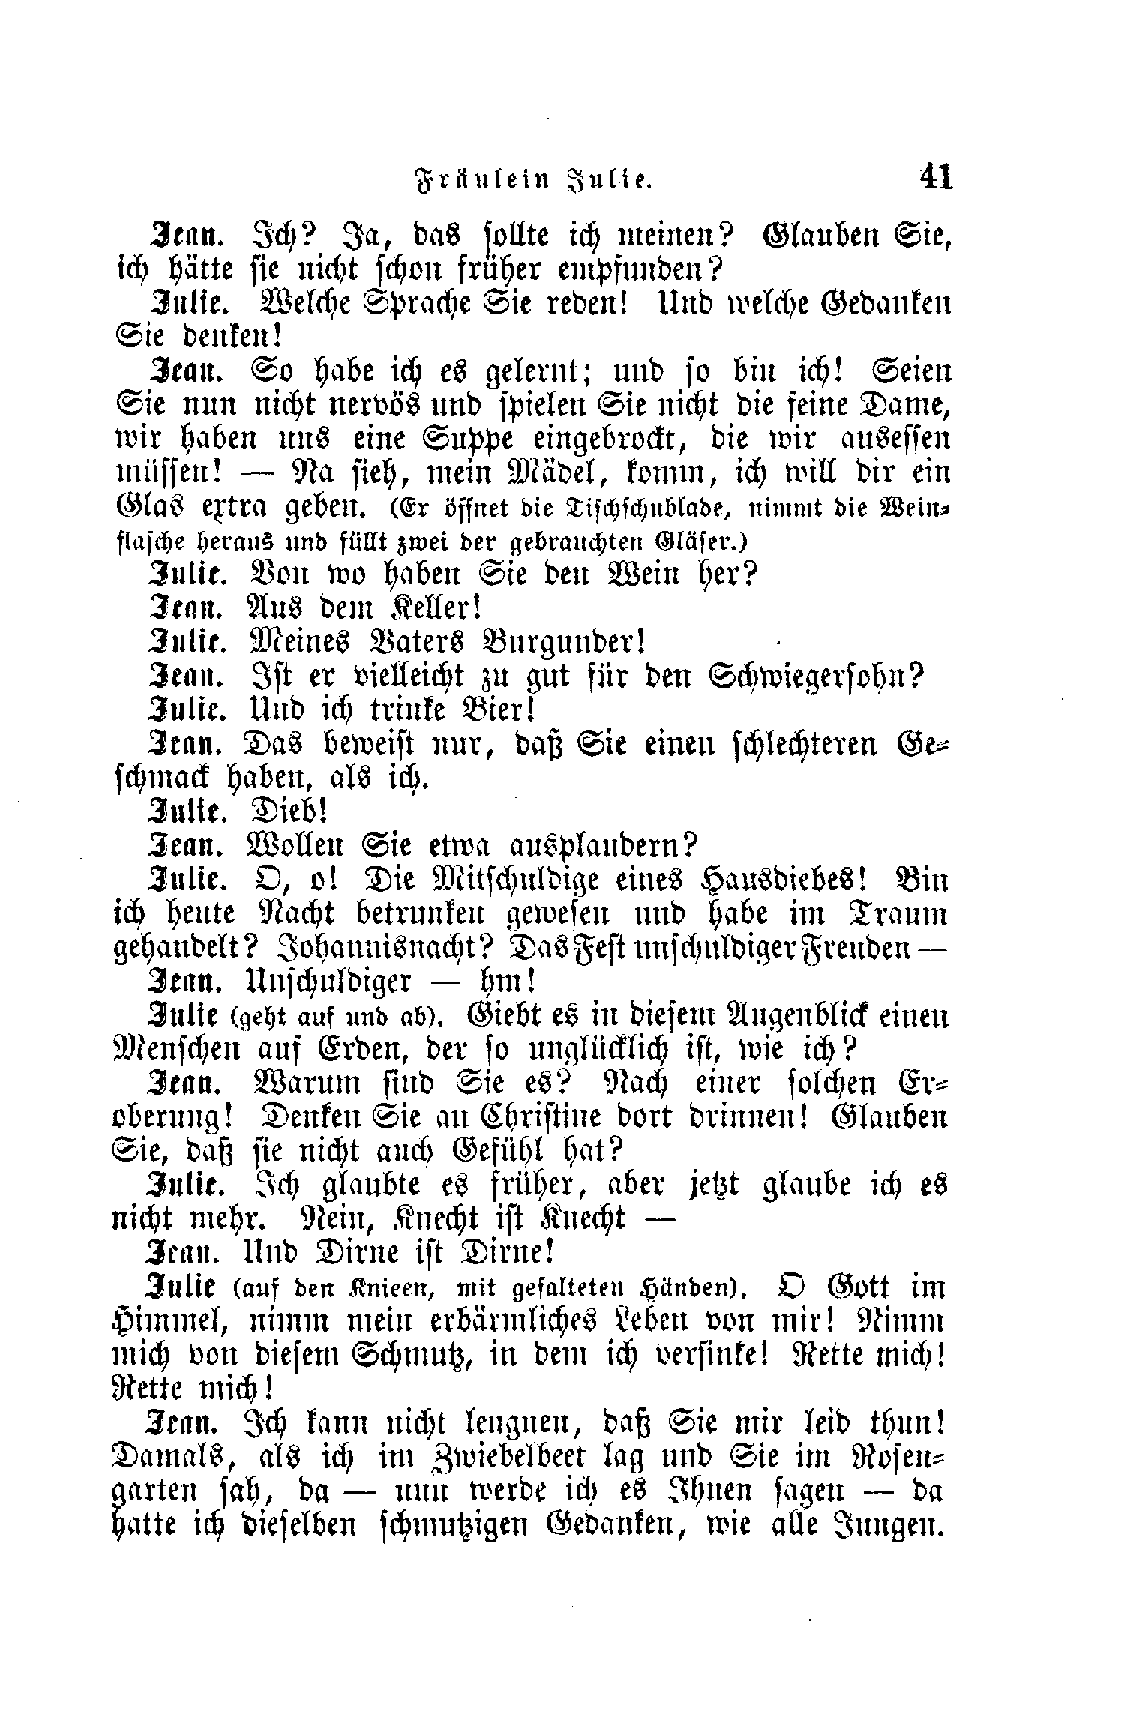 Fräulein Julie. 41
Jean. Ich? Ja, das sollte ich meinen? Glauben Sie,
ich hätte sie nicht schon früher empfunden?
Julie. Welche Sprache Sie reden! Und welche Gedanken
Sie denken!
Jean. So habe ich es gelernt; und so bin ich! Seien
Sie nun nicht nervös und spielen Sie nicht die feine Dame,
wir haben uns eine Suppe eingebrockt, die wir ausessen
müssen! — Na sieh, mein Mädel, komm, ich will dir ein
Glas extra geben. (Er öffnet die Tischschublade, nimmt die Wein-
flasche heraus und füllt zwei der gebrauchten Gläser.)
Julie. Von wo haben Sie den Wein her?
Jean. Aus dem Keller!
Julie. Meines Vaters Burgunder!
Jean. Ist er vielleicht zu gut für den Schwiegersohn?
Julie. Und ich trinke Bier!
Jean. Das beweist nur, daß Sie einen schlechteren Ge-
schmack haben, als ich.
Julie. Dieb!
Jean. Wollen Sie etwa ausplaudern?
Julie. O, o! Die Mitschuldige eines Hausdiebes! Bin
ich heute Nacht betrunken gewesen und habe im Traum
gehandelt? Johannisnacht? Das Fest unschuldiger Freuden —
Jean. Unschuldiger — hm!
Julie (geht auf und ab). Giebt es in diesem Augenblick einen
Menschen auf Erden, der so unglücklich ist, wie ich?
Jean. Warum sind Sie es? Nach einer solchen Er-
oberung! Denken Sie an Christine dort drinnen! Glauben
Sie, daß sie nicht auch Gefühl hat?
Julie. Ich glaubte es früher, aber jetzt glaube ich es
nicht mehr. Nein, Knecht ist Knecht —
Jean. Und Dirne ist Dirne!
Julie (auf den Knieen, mit gefalteten Händen). O Gott im
Himmel, nimm mein erbärmliches Leben von mir! Nimm
mich von diesem Schmutz, in dem ich versinke! Rette mich!
Rette mich!
Jean. Ich kann nicht leugnen, daß Sie mir leid thun!
Damals, als ich im Zwiebelbeet lag und Sie im Rosen-
garten sah, da — nun werde ich es Ihnen sagen — da
hatte ich dieselben schmutzigen Gedanken, wie alle Jungen.